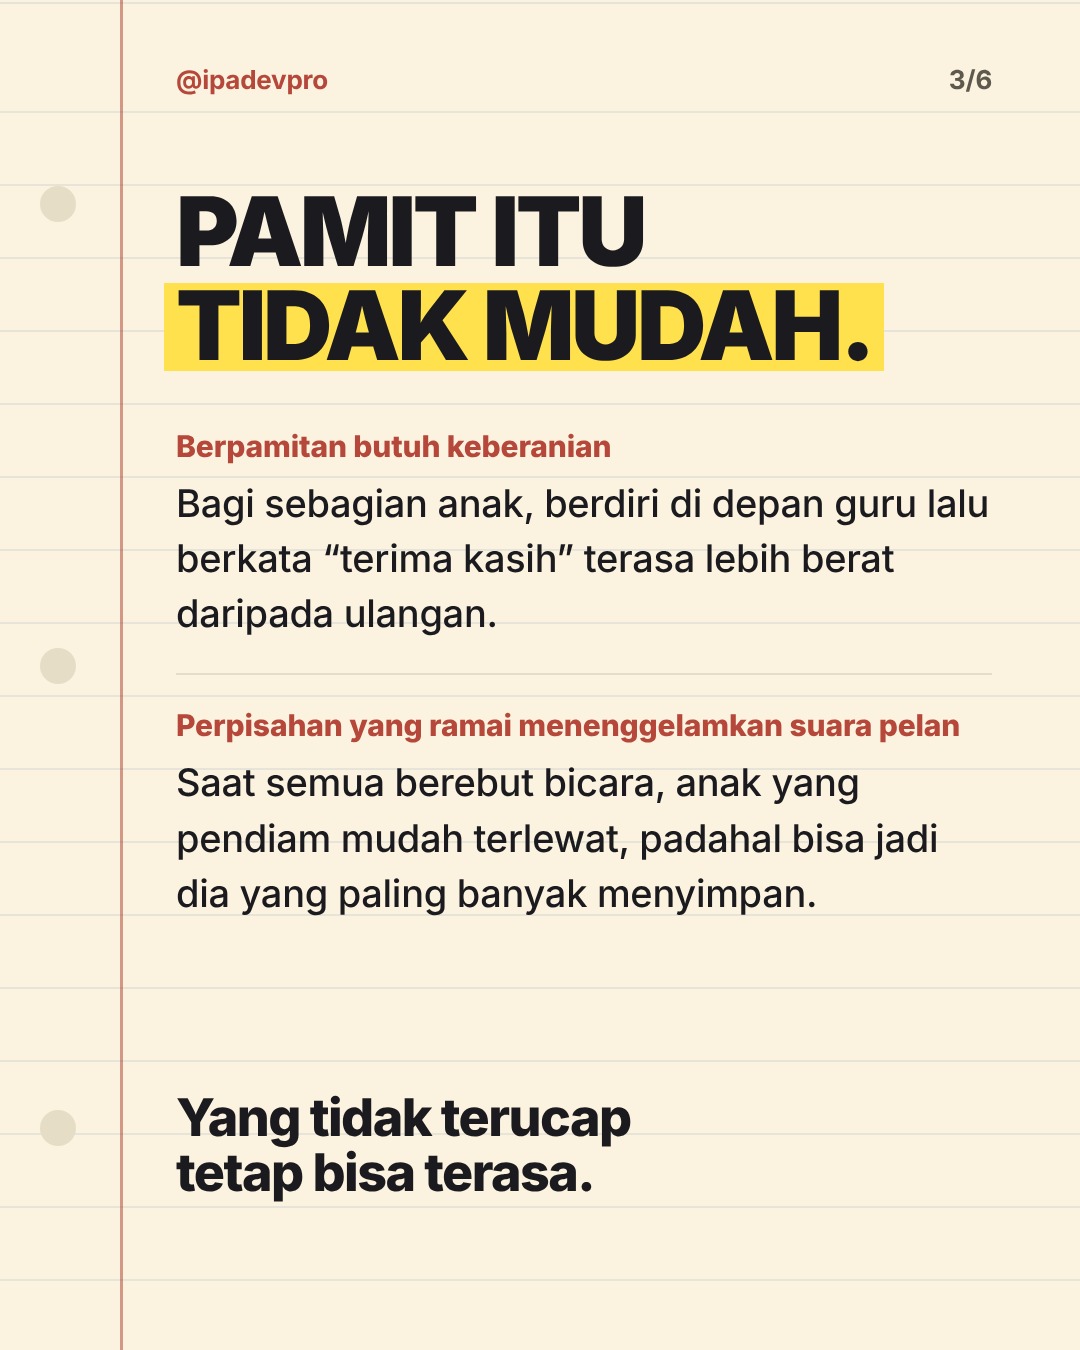 @ipadevpro
3/6
PAMIT ITU
TIDAK MUDAH.
Berpamitan butuh keberanian
Bagi sebagian anak, berdiri di depan guru lalu
berkata “terima kasih” terasa lebih berat
daripada ulangan.
Perpisahan yang ramai menenggelamkan suara pelan
Saat semua berebut bicara, anak yang
pendiam mudah terlewat, padahal bisa jadi
dia yang paling banyak menyimpan.
Yang tidak terucap
tetap bisa terasa.